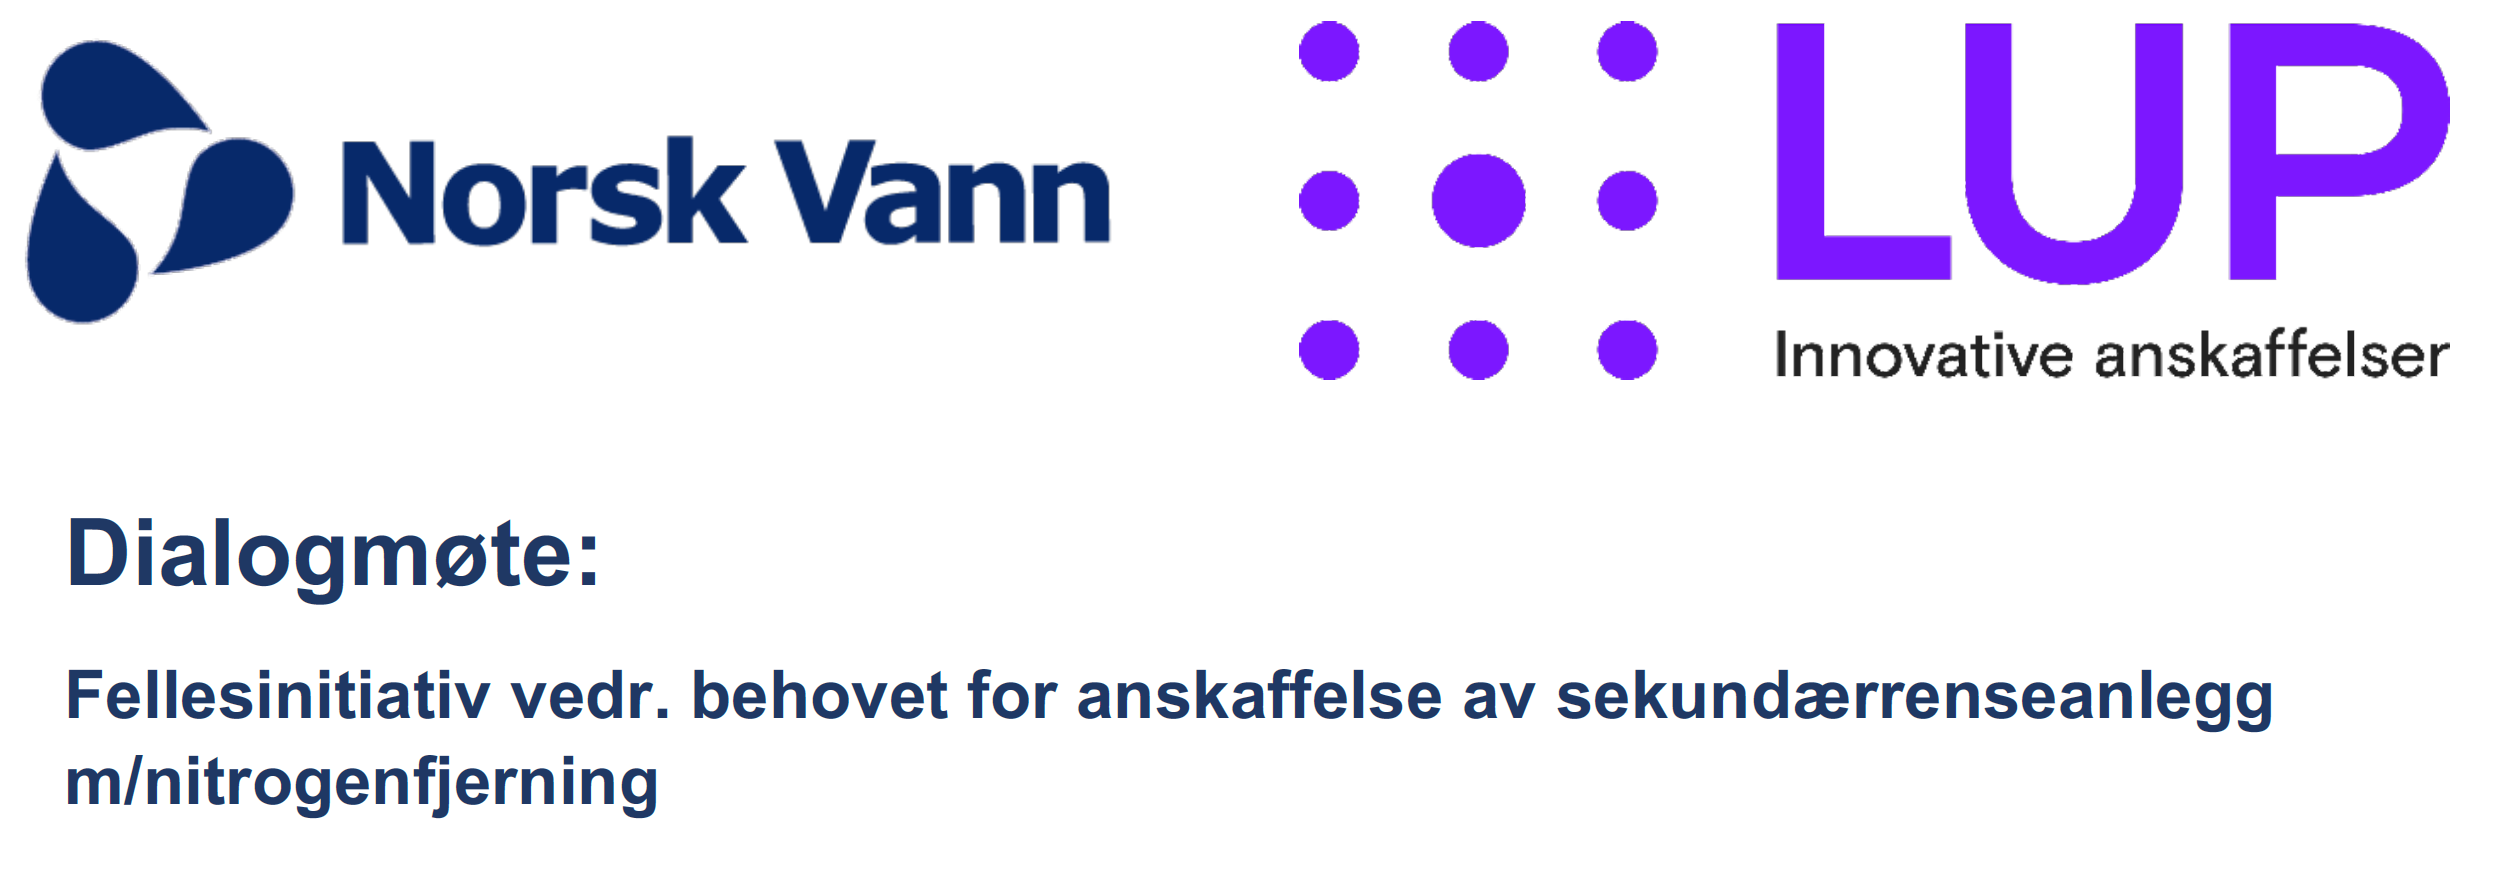 Norsk Vann
LUP
Innovative anskaffelser
Dialogmøte:
Fellesinitiativ vedr. behovet for anskaffelse av sekundærrenseanlegg
m/nitrogenfjerning